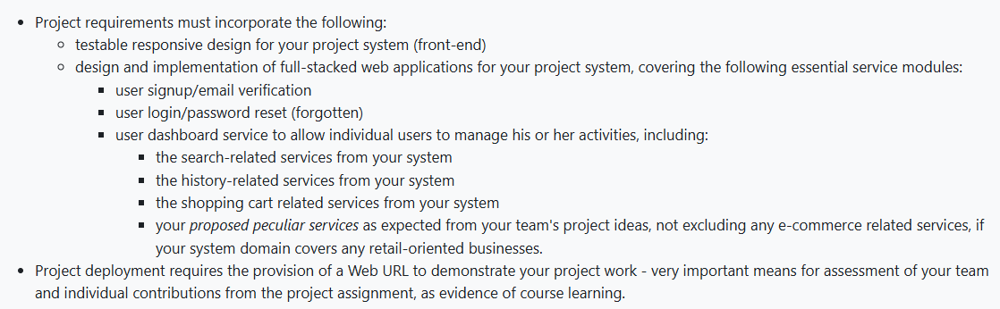 Project requirements must incorporate the following:
testable responsive design for your project system (front-end)
design and implementation of full-stacked web applications for your project system, covering the following essential service modules:
user signup/email verification
user login/password reset (forgotten)
user dashboard service to allow individual users to manage his or her activities, including:
the search-related services from your system
the history-related services from your system
the shopping cart related services from your system
your proposed peculiar services as expected from your team's project ideas, not excluding any e-commerce related services, if
your system domain covers any retail-oriented businesses.
Project deployment requires the provision of a Web URL to demonstrate your project work - very important means for assessment of your team
and individual contributions from the project assignment, as evidence of course learning.